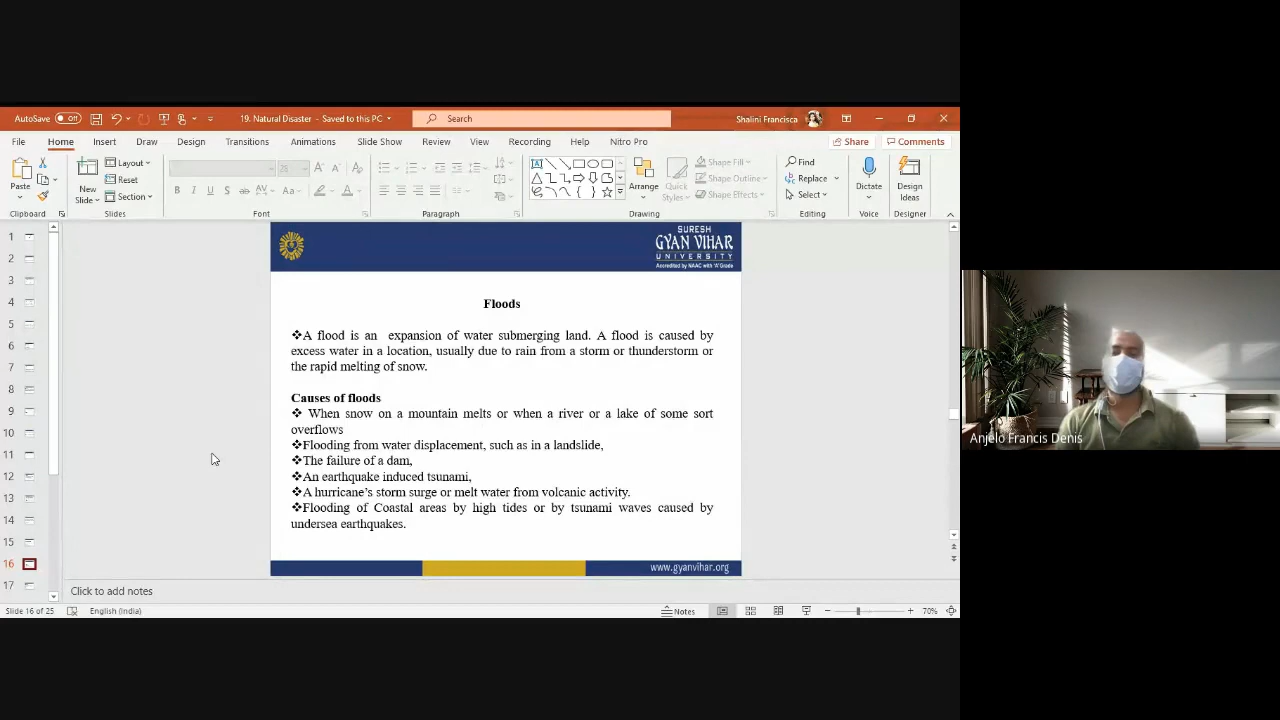 AutoSave Off 19. Natural Disaster - Saved to this PC Search Shalini Francisca
File Home Insert Draw Design Transitions Animations Slide Show Review View Recording Help Nitro Pro Share Comments
Paste New Slide Layout Reset Section 28 B I U S ab AV Aa A A A Arrange Quick Styles Shape Fill Shape Outline Shape Effects Find Replace Select Dictate Design Ideas
Clipboard Slides Font Paragraph Drawing Editing Voice Designer
1
2
3
4
5
6
7
8
9
10
11
12
13
14
15
16
17
SURESH
GYAN VIHAR
UNIVERSITY
Accredited by NAAC with 'A' Grade
Floods
❖A flood is an expansion of water submerging land. A flood is caused by
excess water in a location, usually due to rain from a storm or thunderstorm or
the rapid melting of snow.
Causes of floods
❖ When snow on a mountain melts or when a river or a lake of some sort
overflows
❖Flooding from water displacement, such as in a landslide,
❖The failure of a dam,
❖An earthquake induced tsunami,
❖A hurricane's storm surge or melt water from volcanic activity.
❖Flooding of Coastal areas by high tides or by tsunami waves caused by
undersea earthquakes.
www.gyanvihar.org
Click to add notes
Slide 16 of 25 English (India) Notes 70%
Anjelo Francis Denis